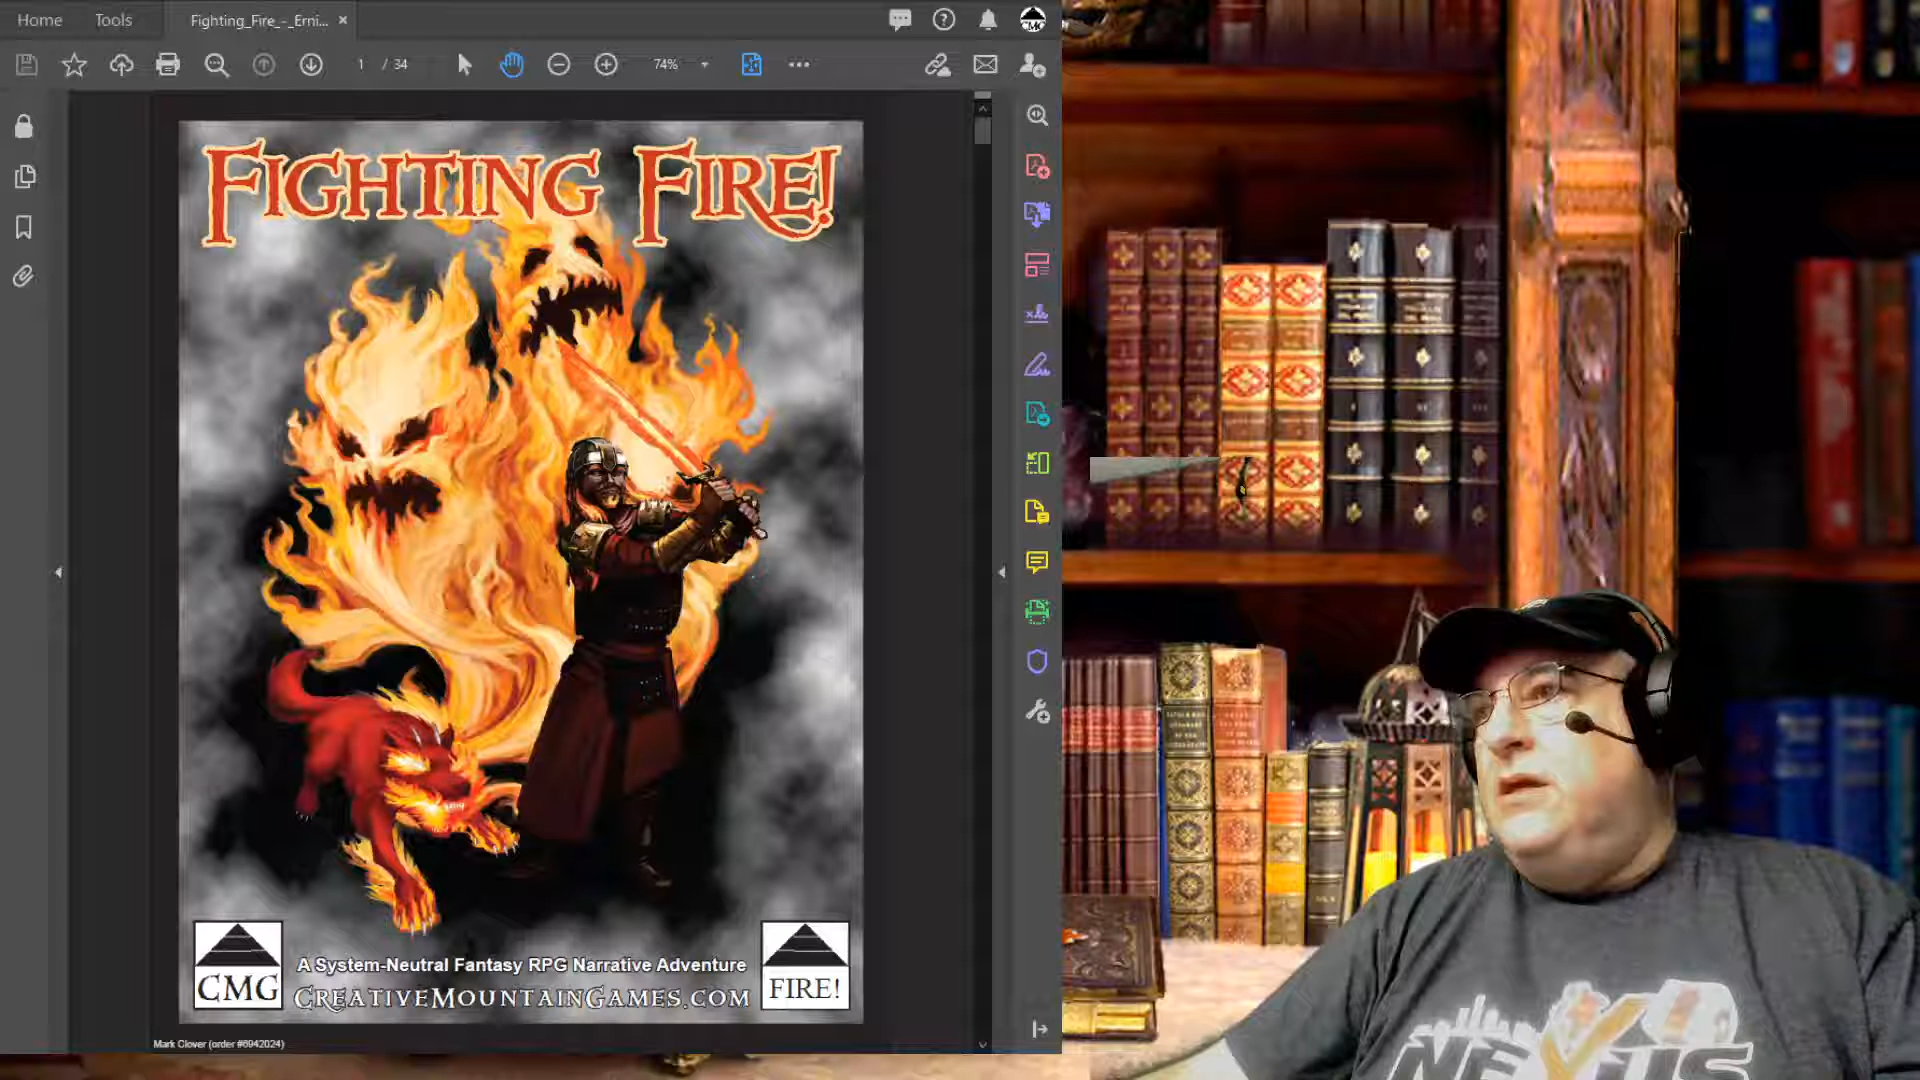 Home Tools Fighting_Fire_-_Erni... ×
1 / 34 74%
FIGHTING FIRE!
CMG
A System-Neutral Fantasy RPG Narrative Adventure
CREATIVEMOUNTAINGAMES.COM
FIRE!
Mark Clover (order #6942024)
NEXUS